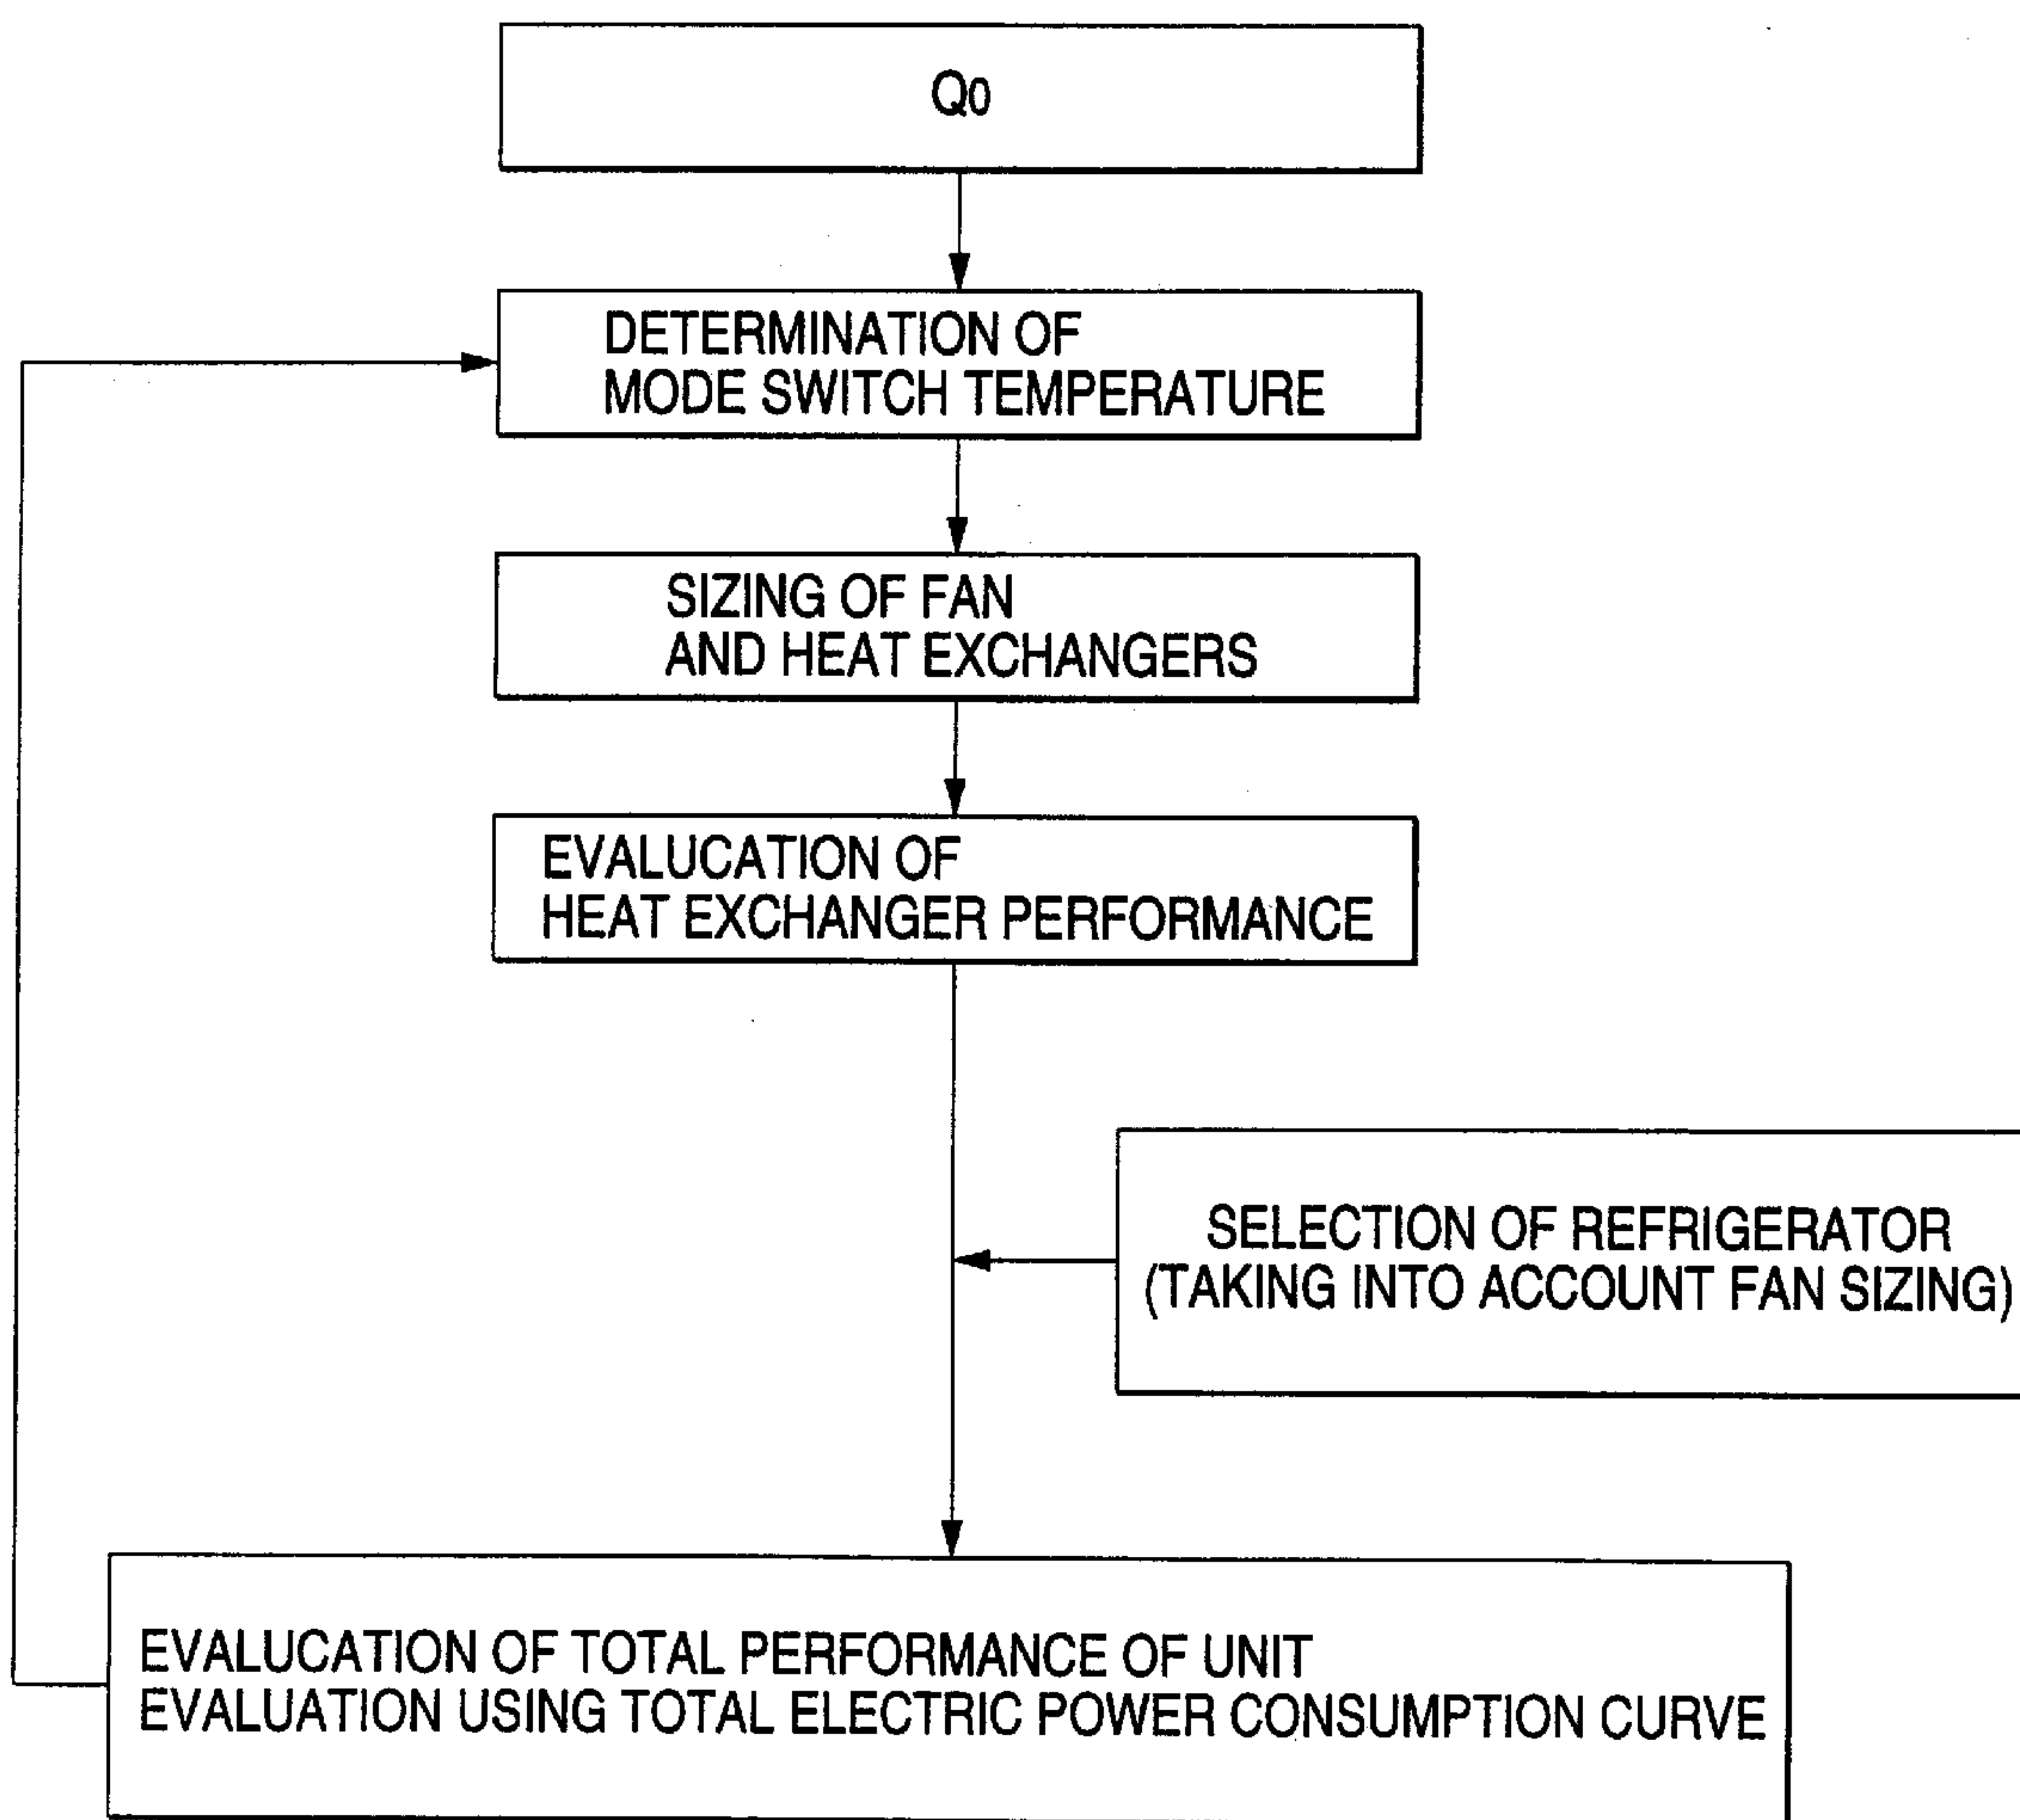 Q0
DETERMINATION OF
MODE SWITCH TEMPERATURE
SIZING OF FAN
AND HEAT EXCHANGERS
EVALUCATION OF
HEAT EXCHANGER PERFORMANCE
SELECTION OF REFRIGERATOR
(TAKING INTO ACCOUNT FAN SIZING)
EVALUCATION OF TOTAL PERFORMANCE OF UNIT
EVALUATION USING TOTAL ELECTRIC POWER CONSUMPTION CURVE